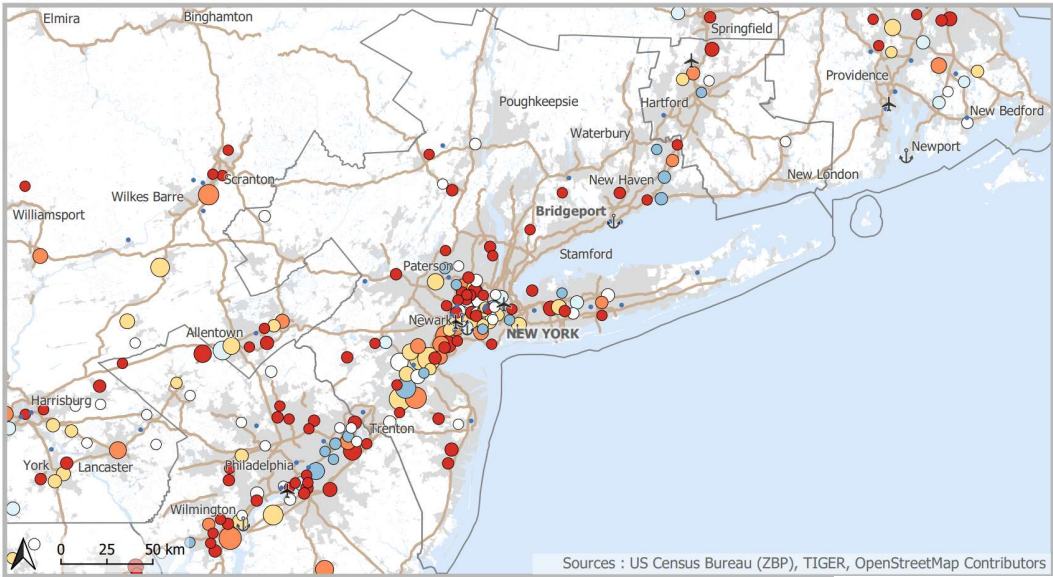 Elmira
Binghamton
Springfield
Providence
Poughkeepsie
Hartford
New Bedford
Waterbury
Newport
Scranton
New Haven
New London
Wilkes Barre
Williamsport
Bridgeport
Stamford
Paterson
Newark
NEW YORK
Allentown
Harrisburg
Trenton
York
Lancaster
Philadelphia
Wilmington
0 25 50 km
Sources : US Census Bureau (ZBP), TIGER, OpenStreetMap Contributors